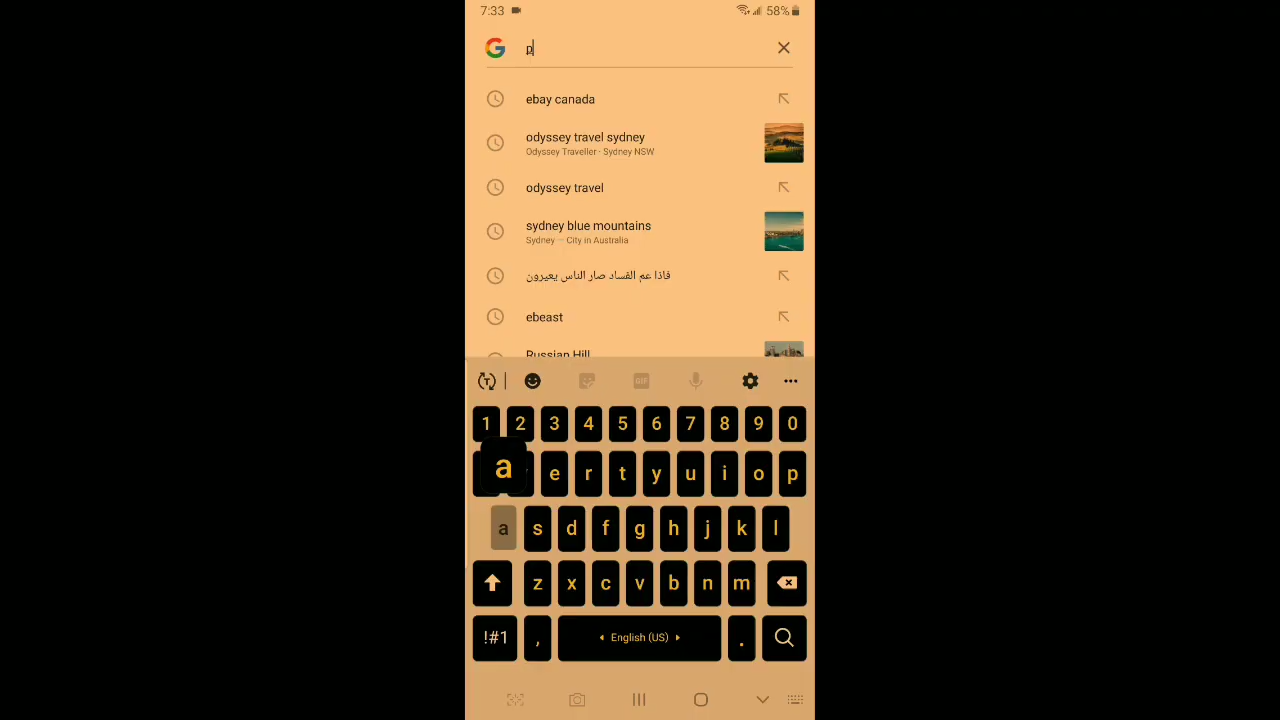 7:33
58%
p
ebay canada
odyssey travel sydney
Odyssey Traveller · Sydney NSW
odyssey travel
sydney blue mountains
Sydney — City in Australia
فاذا عم الفساد صار الناس يعيرون
ebeast
Russian Hill
T
GIF
1 2 3 4 5 6 7 8 9 0
a
e r t y u i o p
a s d f g h j k l
z x c v b n m
!#1 , English (US) .